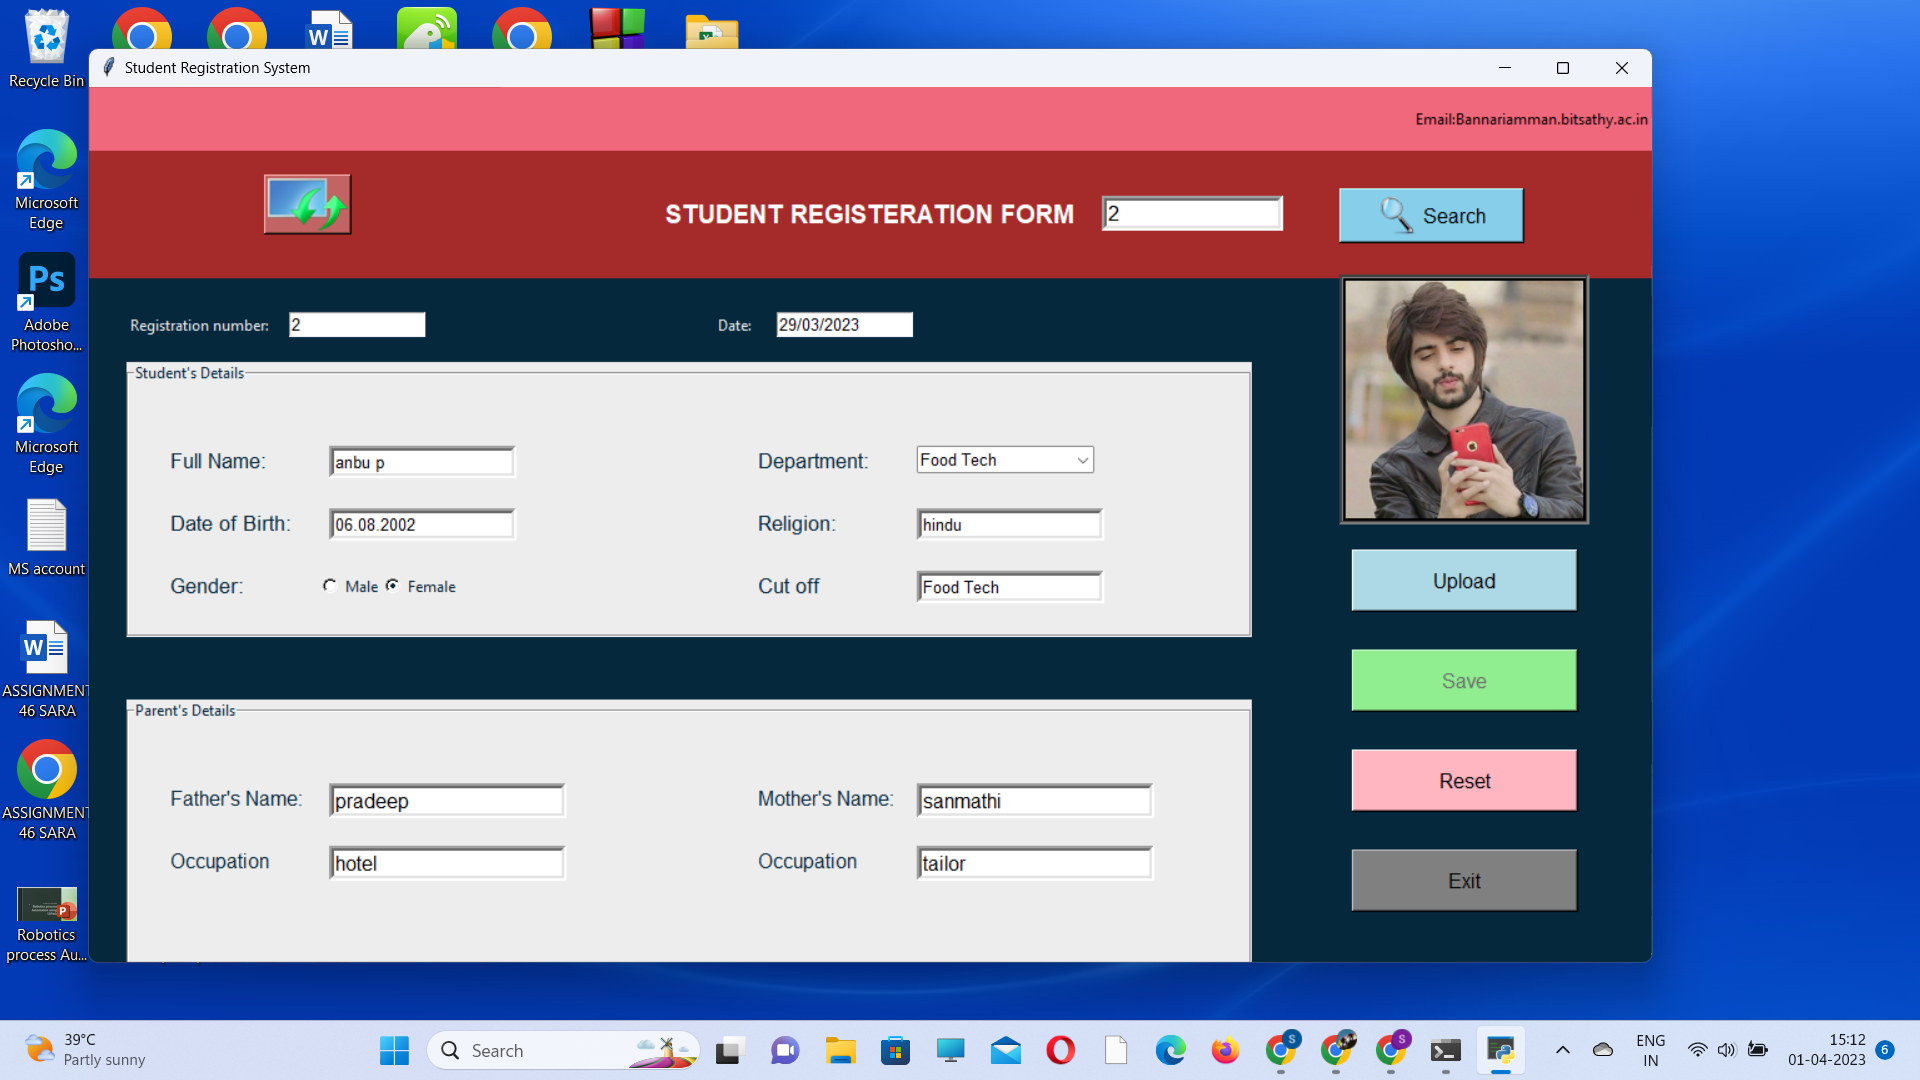 Recycle Bin
Microsoft
Edge
Ps
Adobe
Photosho...
Microsoft
Edge
MS account
W
ASSIGNMENT
46 SARA
ASSIGNMENT
46 SARA
P
Robotics
process Au...
W
Student Registration System
Email:Bannariamman.bitsathy.ac.in
STUDENT REGISTERATION FORM
2
Search
Registration number:
2
Date:
29/03/2023
Student's Details
Full Name:
anbu p
Department:
Food Tech
Date of Birth:
06.08.2002
Religion:
hindu
Gender:
Male
Female
Cut off
Food Tech
Upload
Save
Reset
Exit
Parent's Details
Father's Name:
pradeep
Mother's Name:
sanmathi
Occupation
hotel
Occupation
tailor
39°C
Partly sunny
Search
S
S
ENG
IN
15:12
01-04-2023
6